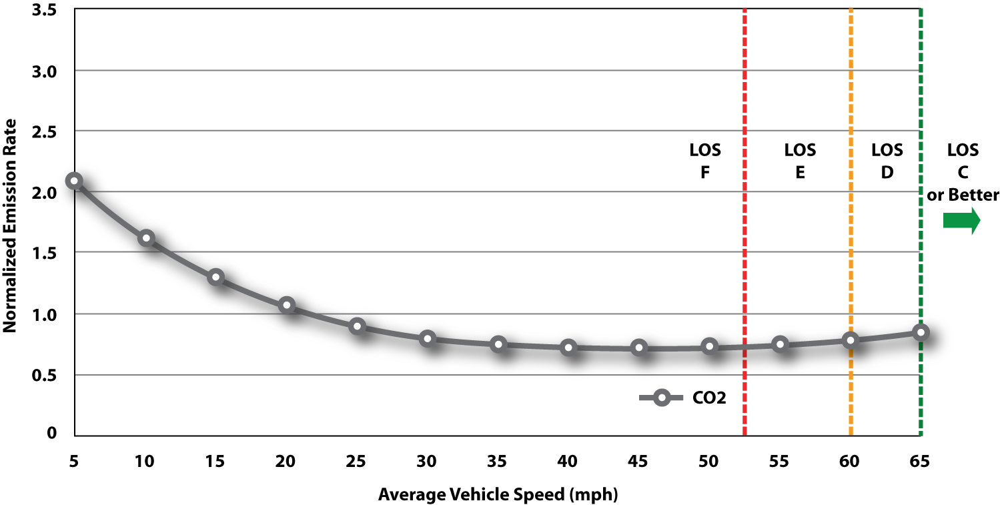 3.5
3.0
2.5
2.0
1.5
1.0
0.5
0
Normalized Emission Rate
LOS
F
LOS
E
LOS
D
LOS
C
or Better
CO2
5 10 15 20 25 30 35 40 45 50 55 60 65
Average Vehicle Speed (mph)